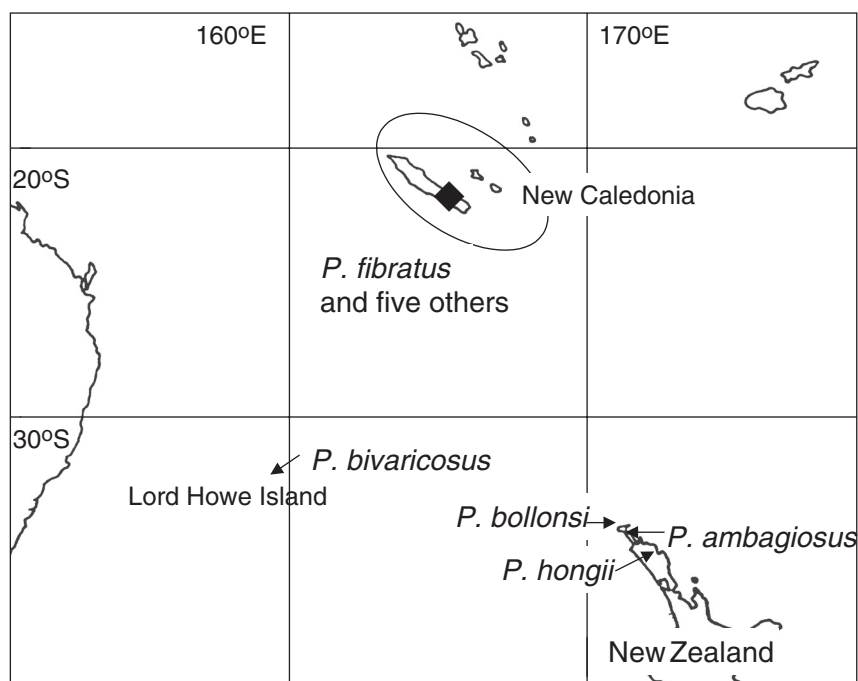 160ºE
170ºE
20ºS
New Caledonia
P. fibratus
and five others
30ºS
P. bivaricosus
Lord Howe Island
P. bollonsi
P. ambagiosus
P. hongii
New Zealand